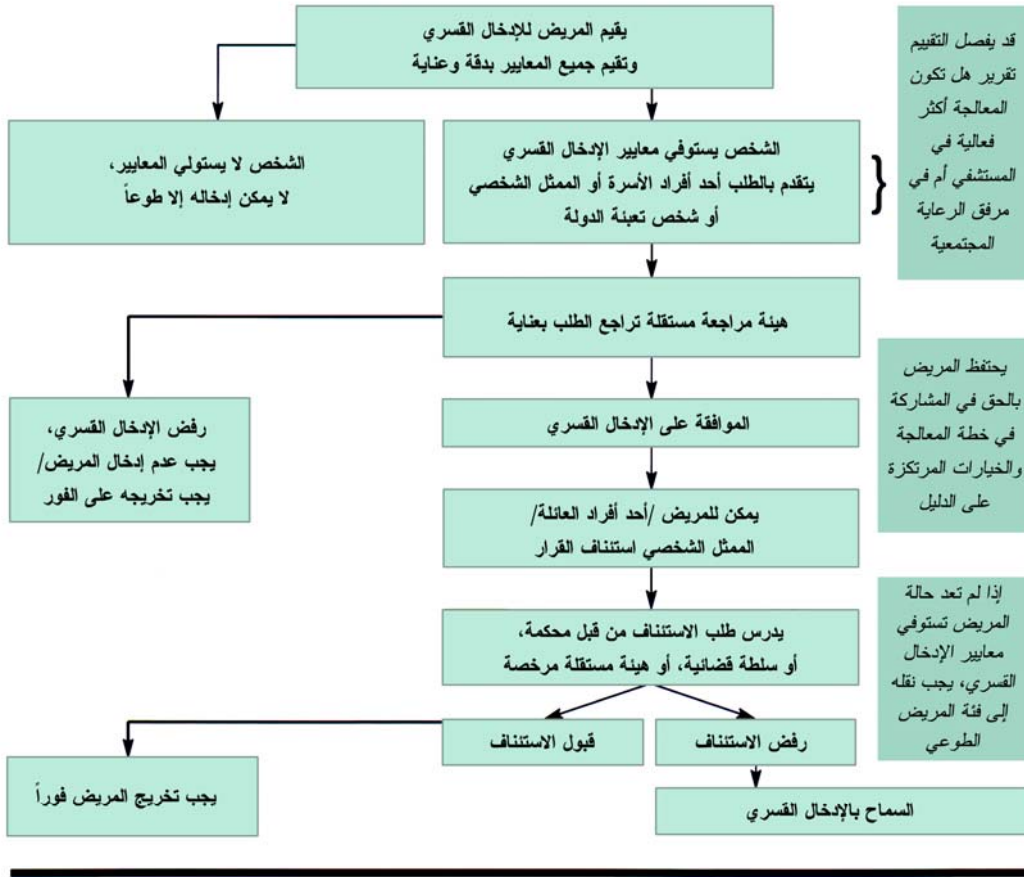 يقيم المريض للإدخال القسري
وتقيم جميع المعايير بدقة وعناية
قد يفصل التقييم
تقرير هل تكون
المعالجة أكثر
فعالية في
المستشفي أم في
مرفق الرعاية
المجتمعية
الشخص يستوفي معايير الإدخال القسري
يتقدم بالطلب أحد أفراد الأسرة أو الممثل الشخصي
أو شخص تعبئة الدولة
الشخص لا يستولي المعايير،
لا يمكن إدخاله إلا طوعاً
هيئة مراجعة مستقلة تراجع الطلب بعناية
يحتفظ المريض
بالحق في المشاركة
في خطة المعالجة
والخيارات المرتكزة
على الدليل
الموافقة على الإدخال القسري
رفض الإدخال القسري،
يجب عدم إدخال المريض/
يجب تخريجه على الفور
يمكن للمريض /أحد أفراد العائلة/
الممثل الشخصي استئناف القرار
إذا لم تعد حالة
المريض تستوفي
معايير الإدخال
القسري، يجب نقله
إلى فئة المريض
الطوعي
يدرس طلب الاستئناف من قبل محكمة،
أو سلطة قضائية، أو هيئة مستقلة مرخصة
رفض الاستئناف
قبول الاستئناف
يجب تخريج المريض فوراً
السماح بالإدخال القسري